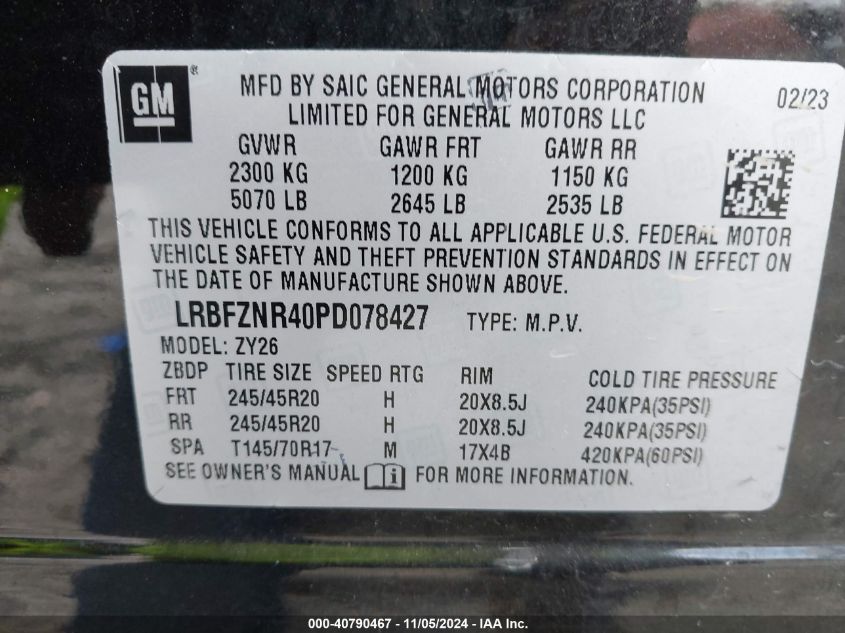 GM ®
MFD BY SAIC GENERAL MOTORS CORPORATION 02/23
LIMITED FOR GENERAL MOTORS LLC
GVWR GAWR FRT GAWR RR
2300 KG 1200 KG 1150 KG
5070 LB 2645 LB 2535 LB
THIS VEHICLE CONFORMS TO ALL APPLICABLE U.S. FEDERAL MOTOR
VEHICLE SAFETY AND THEFT PREVENTION STANDARDS IN EFFECT ON
THE DATE OF MANUFACTURE SHOWN ABOVE.
LRBFZNR40PD078427 TYPE: M.P.V.
MODEL: ZY26
ZBDP TIRE SIZE SPEED RTG RIM COLD TIRE PRESSURE
FRT 245/45R20 H 20X8.5J 240KPA(35PSI)
RR 245/45R20 H 20X8.5J 240KPA(35PSI)
SPA T145/70R17 M 17X4B 420KPA(60PSI)
SEE OWNER'S MANUAL i FOR MORE INFORMATION.
000-40790467 - 11/05/2024 - IAA Inc.